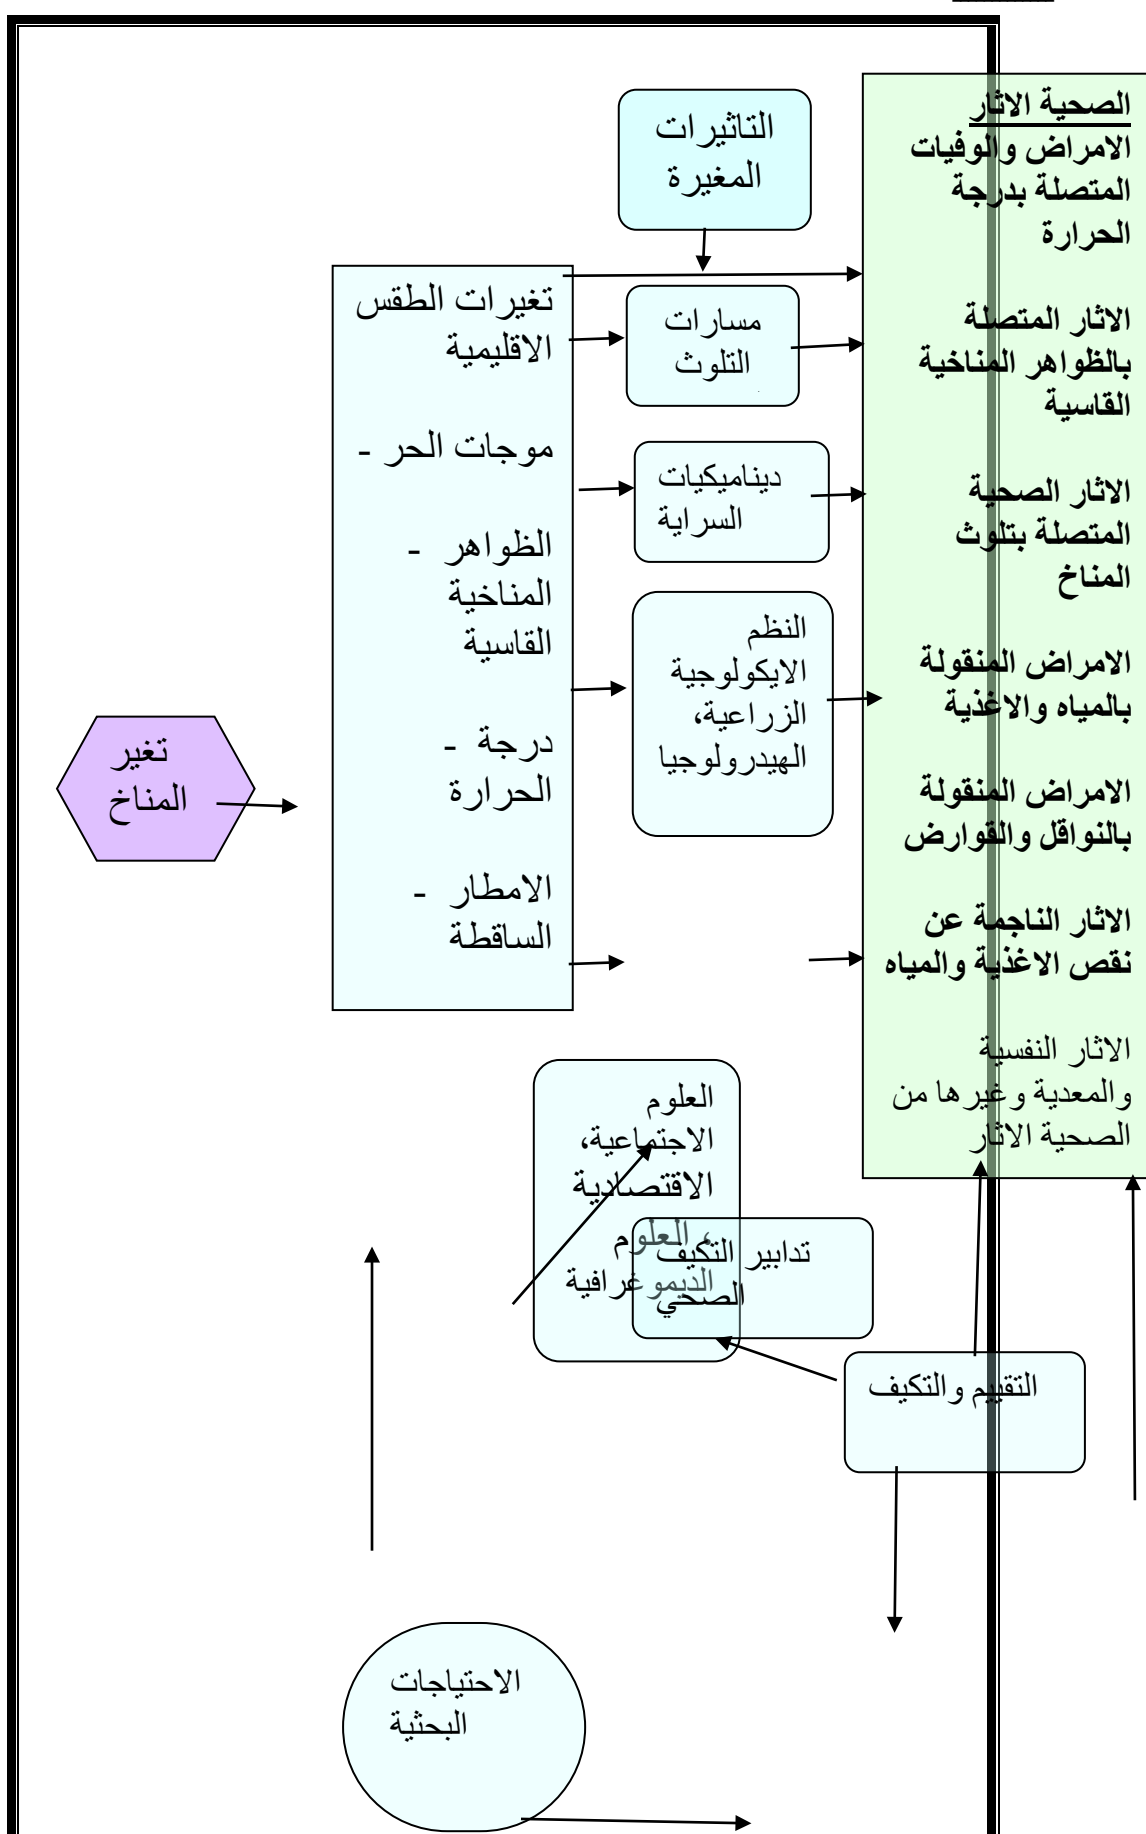 الصحية الاثار
الامراض والوفيات
المتصلة بدرجة
الحرارة
الاثار المتصلة
بالظواهر المناخية
القاسية
الاثار الصحية
المتصلة بتلوث
المناخ
الامراض المنقولة
بالمياه والاغذية
الامراض المنقولة
بالنواقل والقوارض
الاثار الناجمة عن
نقص الاغذية والمياه
الاثار النفسية
والمعدية وغيرها من
الصحية الاثار
التاثيرات
المغيرة
مسارات
التلوث
ديناميكيات
السراية
النظم
الايكولوجية
الزراعية،
الهيدرولوجيا
تغيرات الطقس
الاقليمية
موجات الحر -
الظواهر -
المناخية
القاسية
درجة -
الحرارة
الامطار -
الساقطة
تغير
المناخ
العلوم
الاجتماعية،
الاقتصادية
، العلوم
الديموغرافية
تدابير التكيف
الصحي
التقييم والتكيف
الاحتياجات
البحثية